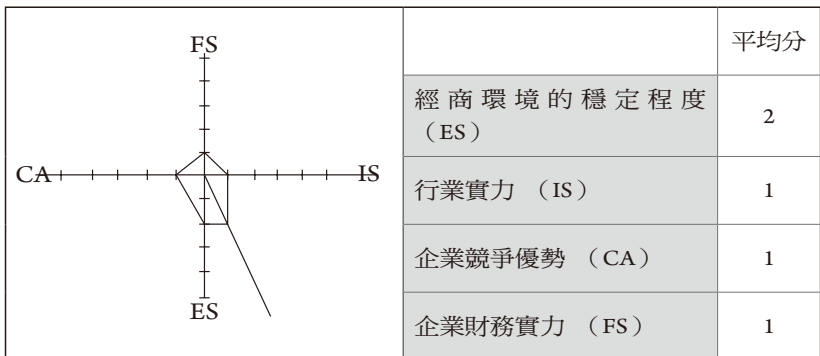 FS
CA
IS
ES
平均分
經商環境的穩定程度
（ES）
2
行業實力 （IS）
1
企業競爭優勢 （CA）
1
企業財務實力 （FS）
1